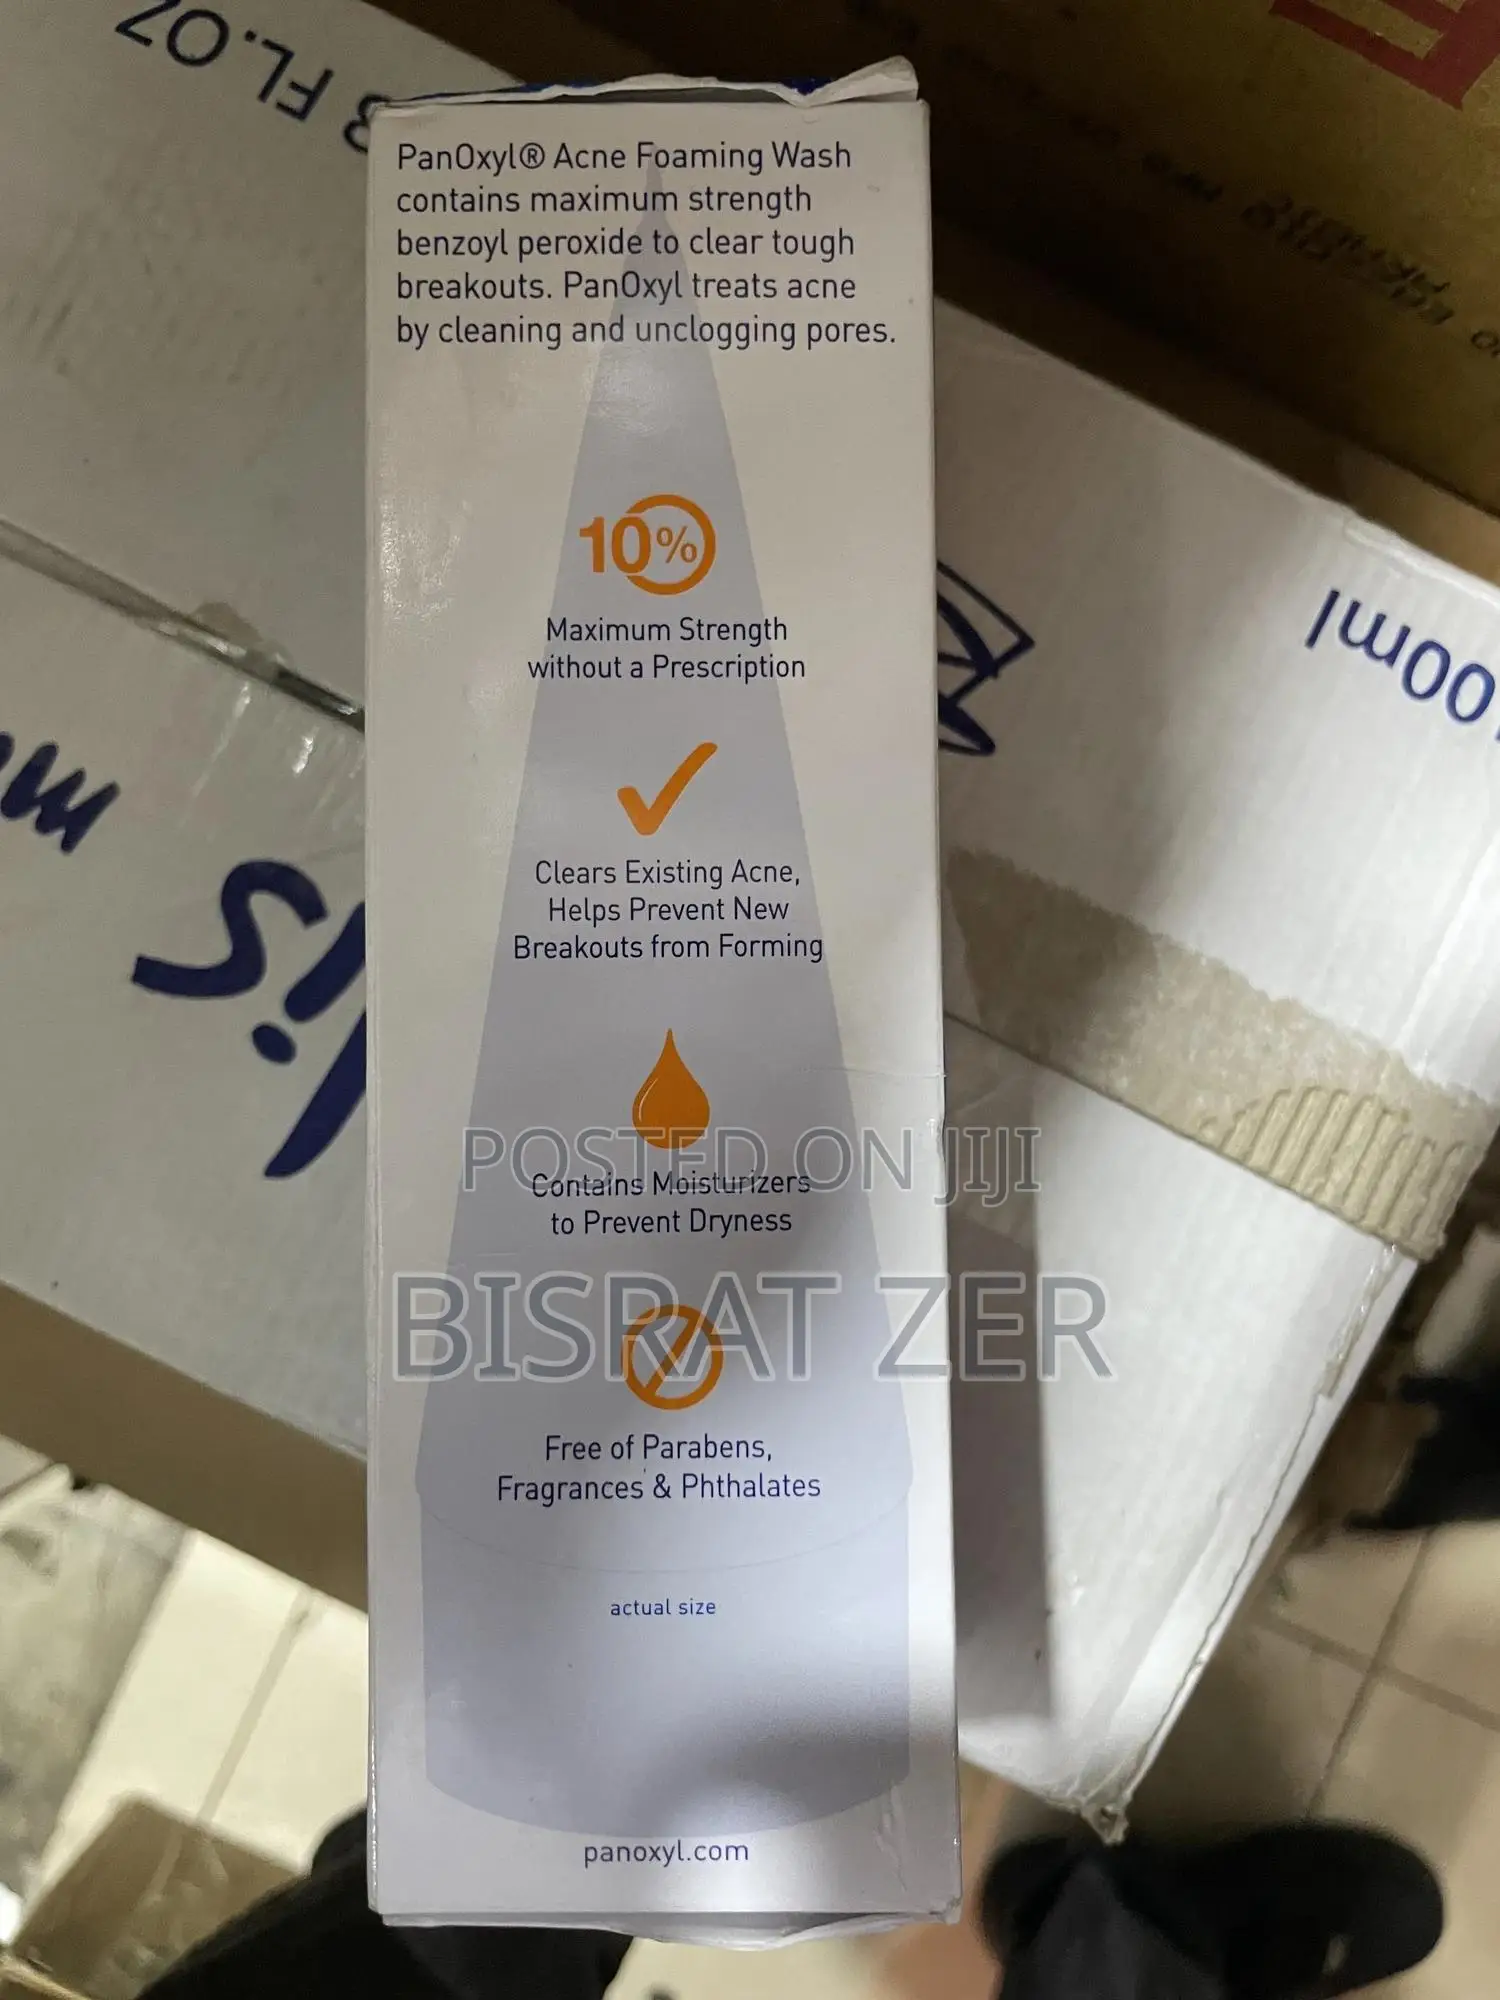 3 FL.OZ
PanOxyl® Acne Foaming Wash
contains maximum strength
benzoyl peroxide to clear tough
breakouts. PanOxyl treats acne
by cleaning and unclogging pores.
10%
Maximum Strength
without a Prescription
00ml
Clears Existing Acne,
Helps Prevent New
Breakouts from Forming
lis
POSTED ON JIJI
Contains Moisturizers
to Prevent Dryness
BISRAT ZER
Free of Parabens,
Fragrances & Phthalates
actual size
panoxyl.com